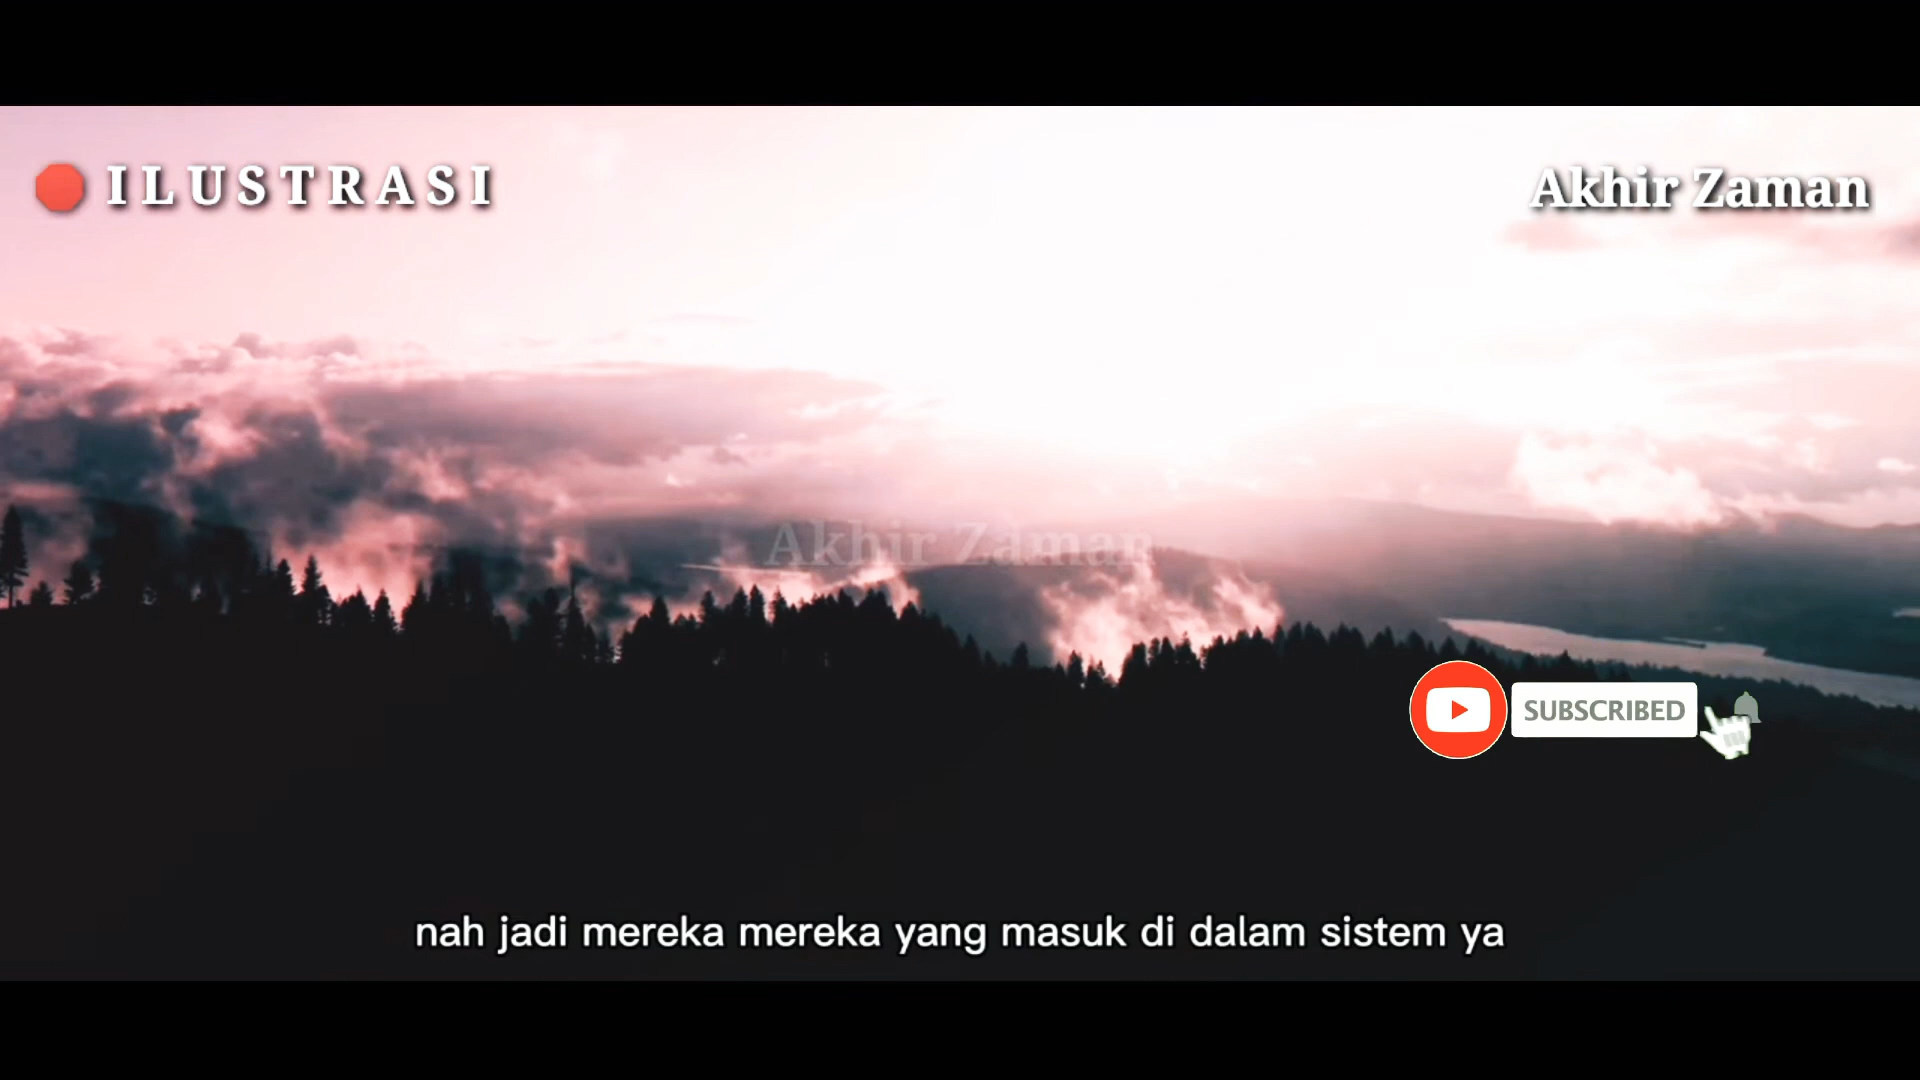 ILUSTRASI
Akhir Zaman
Akhir Zaman
SUBSCRIBED
nah jadi mereka mereka yang masuk di dalam sistem ya